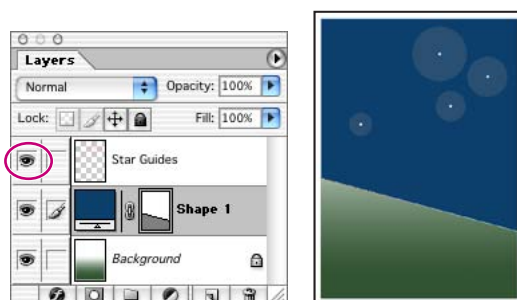 Layers
Normal Opacity: 100%
Lock: Fill: 100%
Star Guides
Shape 1
Background